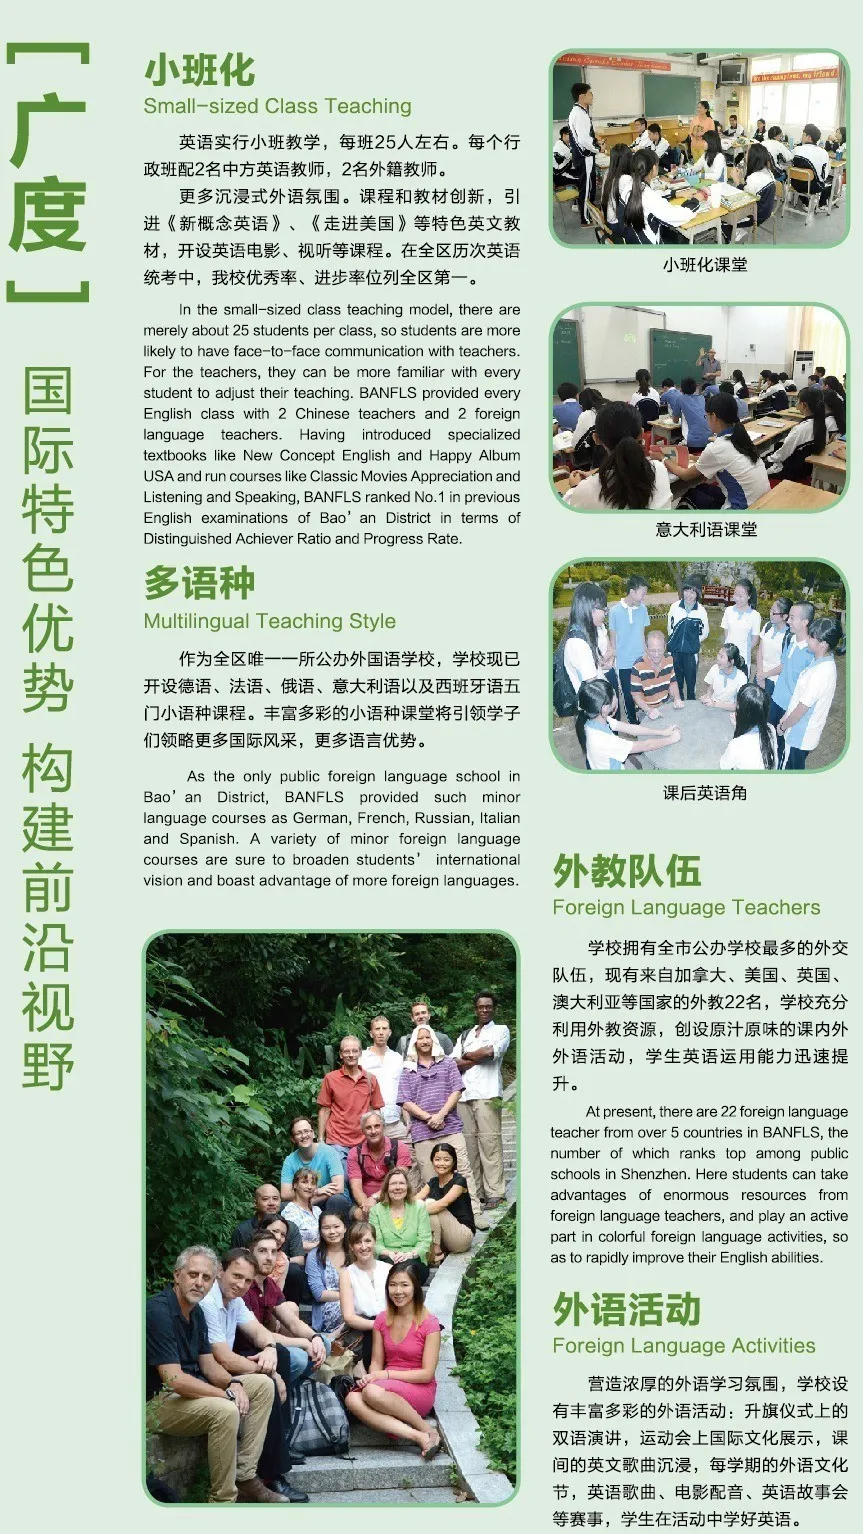 [广度]
国际特色优势 构建前沿视野
小班化
Small-sized Class Teaching
英语实行小班教学，每班25人左右。每个行
政班配2名中方英语教师，2名外籍教师。
更多沉浸式外语氛围。课程和教材创新，引
进《新概念英语》、《走进美国》等特色英文教
材，开设英语电影、视听等课程。在全区历次英语
统考中，我校优秀率、进步率位列全区第一。
In the small-sized class teaching model, there are
merely about 25 students per class, so students are more
likely to have face-to-face communication with teachers.
For the teachers, they can be more familiar with every
student to adjust their teaching. BANFLS provided every
English class with 2 Chinese teachers and 2 foreign
language teachers. Having introduced specialized
textbooks like New Concept English and Happy Album
USA and run courses like Classic Movies Appreciation and
Listening and Speaking, BANFLS ranked No.1 in previous
English examinations of Bao’an District in terms of
Distinguished Achiever Ratio and Progress Rate.
多语种
Multilingual Teaching Style
作为全区唯一一所公办外国语学校，学校现已
开设德语、法语、俄语、意大利语以及西班牙语五
门小语种课程。丰富多彩的小语种课堂将引领学子
们领略更多国际风采，更多语言优势。
As the only public foreign language school in
Bao’an District, BANFLS provided such minor
language courses as German, French, Russian, Italian
and Spanish. A variety of minor foreign language
courses are sure to broaden students’ international
vision and boast advantage of more foreign languages.
小班化课堂
意大利语课堂
课后英语角
外教队伍
Foreign Language Teachers
学校拥有全市公办学校最多的外交
队伍，现有来自加拿大、美国、英国、
澳大利亚等国家的外教22名，学校充分
利用外教资源，创设原汁原味的课内外
外语活动，学生英语运用能力迅速提
升。
At present, there are 22 foreign language
teacher from over 5 countries in BANFLS, the
number of which ranks top among public
schools in Shenzhen. Here students can take
advantages of enormous resources from
foreign language teachers, and play an active
part in colorful foreign language activities, so
as to rapidly improve their English abilities.
外语活动
Foreign Language Activities
营造浓厚的外语学习氛围，学校设
有丰富多彩的外语活动：升旗仪式上的
双语演讲，运动会上国际文化展示，课
间的英文歌曲沉浸，每学期的外语文化
节，英语歌曲、电影配音、英语故事会
等赛事，学生在活动中学好英语。